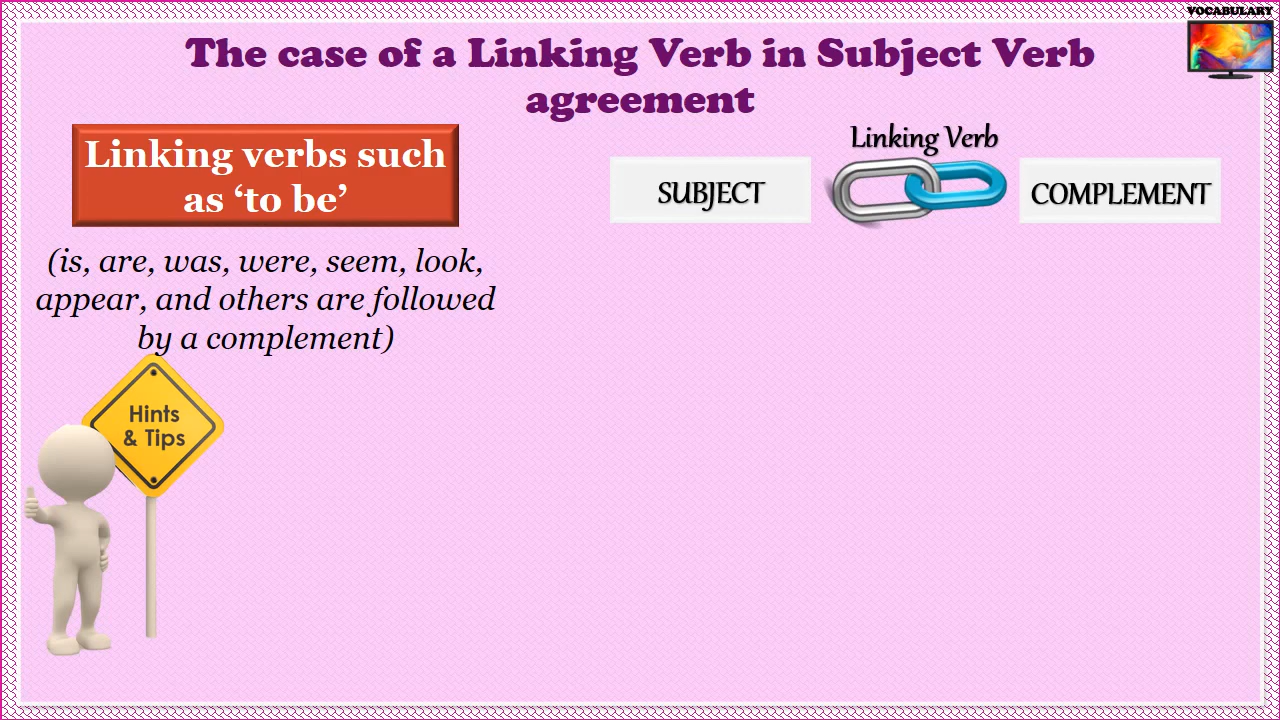 VOCABULARY
The case of a Linking Verb in Subject Verb
agreement
Linking verbs such
as ‘to be’
(is, are, was, were, seem, look,
appear, and others are followed
by a complement)
Linking Verb
SUBJECT
COMPLEMENT
Hints
& Tips